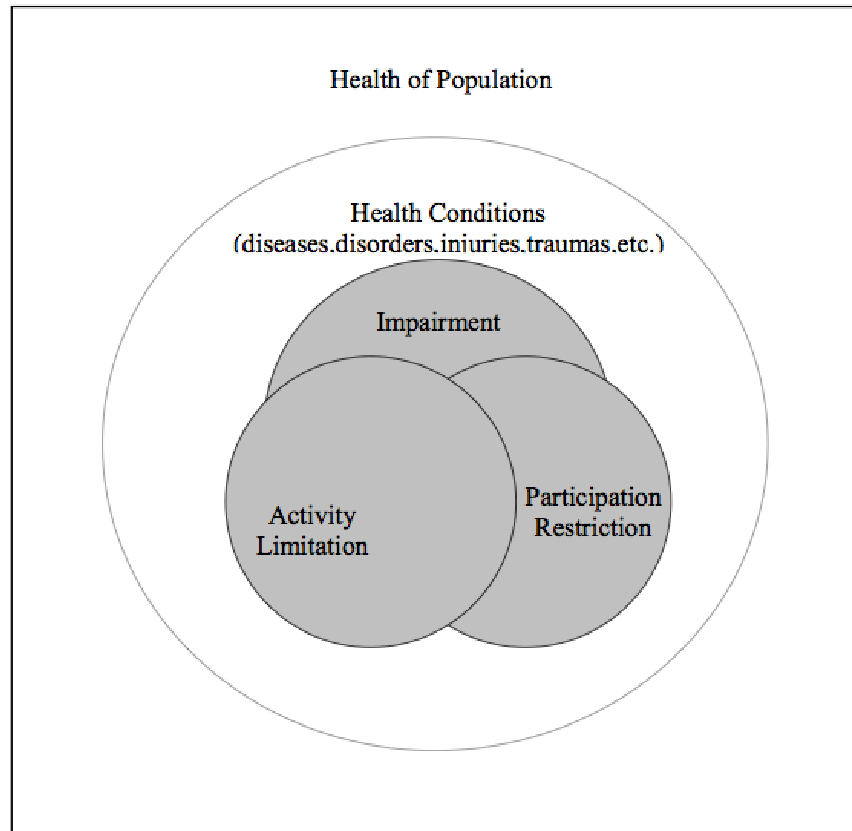 Health of Population
Health Conditions
(diseases.disorders.injuries.traumas.etc.)
Impairment
Activity
Limitation
Participation
Restriction